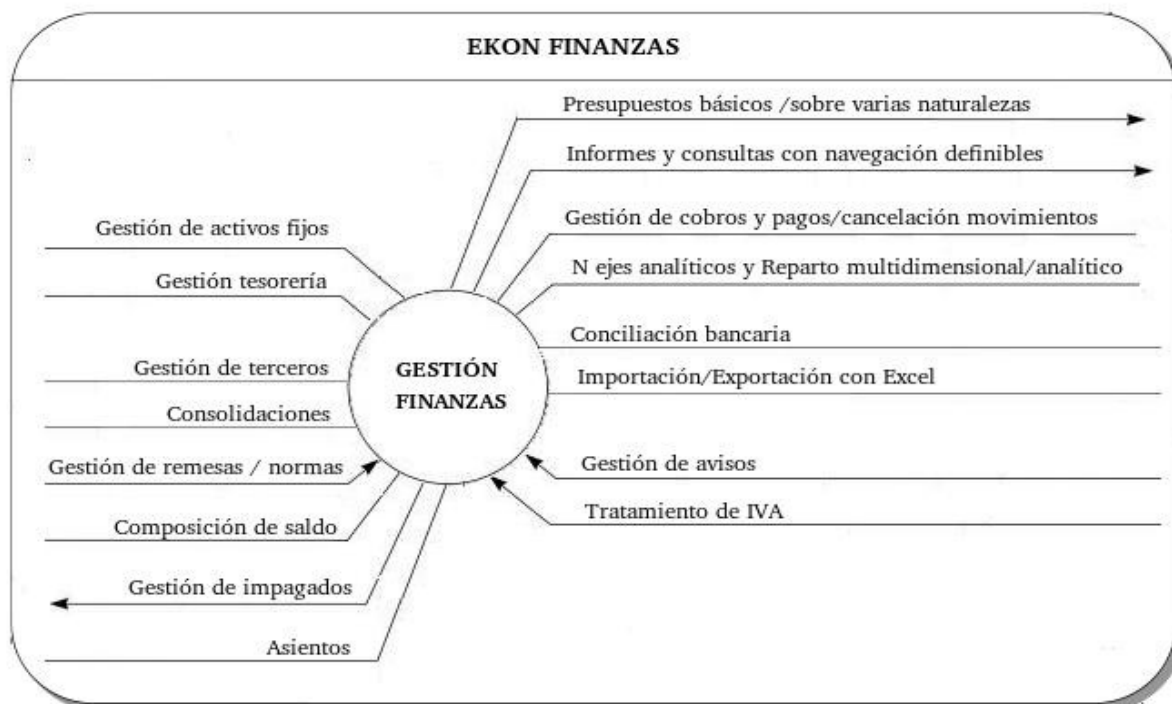 EKON FINANZAS
Presupuestos básicos /sobre varias naturalezas
Informes y consultas con navegación definibles
Gestión de cobros y pagos/cancelación movimientos
N ejes analíticos y Reparto multidimensional/analítico
Conciliación bancaria
Importación/Exportación con Excel
Gestión de avisos
Tratamiento de IVA
Gestión de activos fijos
Gestión tesorería
Gestión de terceros
Consolidaciones
Gestión de remesas / normas
Composición de saldo
Gestión de impagados
Asientos
GESTIÓN
FINANZAS